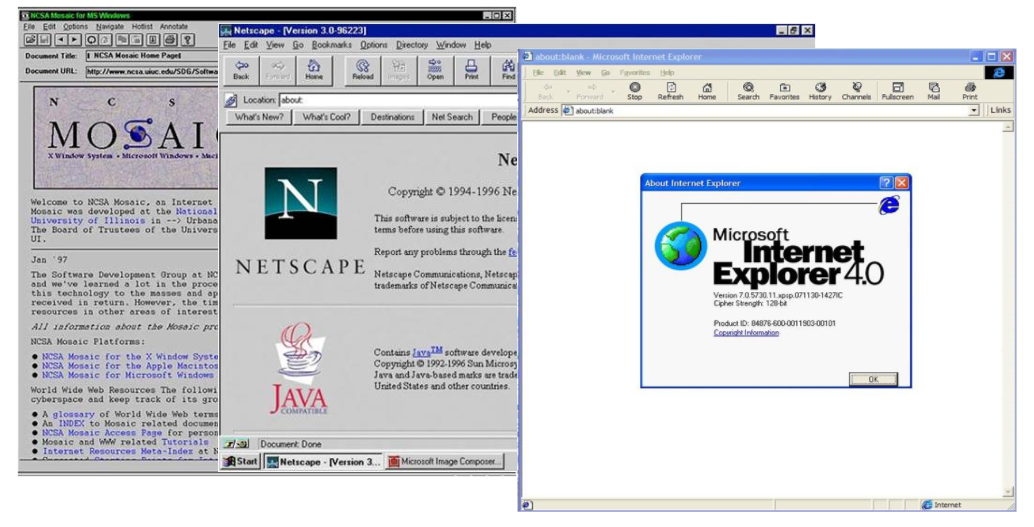 NCSA Mosaic for MS Windows
File Edit Options Navigate Hotlist Annotate
Document Title: NCSA Mosaic Home Page
Document URL: http://www.ncsa.uiuc.edu/SDG/Softwa
N C S
MOSAIC
X Window System • Microsoft Windows • Maci
Welcome to NCSA Mosaic, an Internet
Mosaic was developed at the National
University of Illinois in --> Urbana
The Board of Trustees of the Univers
UI.
Jan '97
The Software Development Group at NC
and we've learned a lot in the proce
this technology to the masses and ap
received in return. However, the tim
resources in other areas of interest
All information about the Mosaic pro
NCSA Mosaic Platforms:
NCSA Mosaic for the X Window Syste
NCSA Mosaic for the Apple Macintos
NCSA Mosaic for Microsoft Windows
World Wide Web Resources The followi
cyberspace and keep track of its gro
A glossary of World Wide Web terms
An INDEX to Mosaic related documen
NCSA Mosaic Access Page for person
Mosaic and WWW related Tutorials
Internet Resources Meta-Index at N
Netscape - [Version 3.0-96223]
File Edit View Go Bookmarks Options Directory Window Help
Back Forward Home Reload Images Open Print Find
Location: about:
What's New? What's Cool? Destinations Net Search People
N
NETSCAPE
Ne
Copyright © 1994-1996 Ne
This software is subject to the licen
terms before using this software.
Report any problems through the fe
Netscape Communications, Netscap
trademarks of Netscape Communica
JAVA
COMPATIBLE
Contains Java™ software develope
Copyright © 1992-1996 Sun Microsy
Java and Java-based marks are trade
United States and other countries.
Document: Done
Start Netscape - [Version 3... Microsoft Image Composer...
about:blank - Microsoft Internet Explorer
File Edit View Go Favorites Help
Back Forward Stop Refresh Home Search Favorites History Channels Fullscreen Mail Print
Address about:blank Links
About Internet Explorer
Microsoft
Internet
Explorer 4.0
Version 7.0.5730.11.xpsp.071130-1427IC
Cipher Strength: 128-bit
Product ID: 84876-600-0011903-00101
Copyright Information
OK
Internet